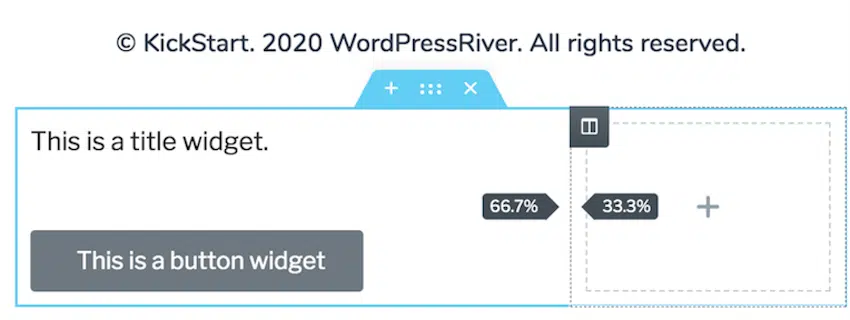 © KickStart. 2020 WordPressRiver. All rights reserved.
This is a title widget.
66.7%
33.3%
This is a button widget